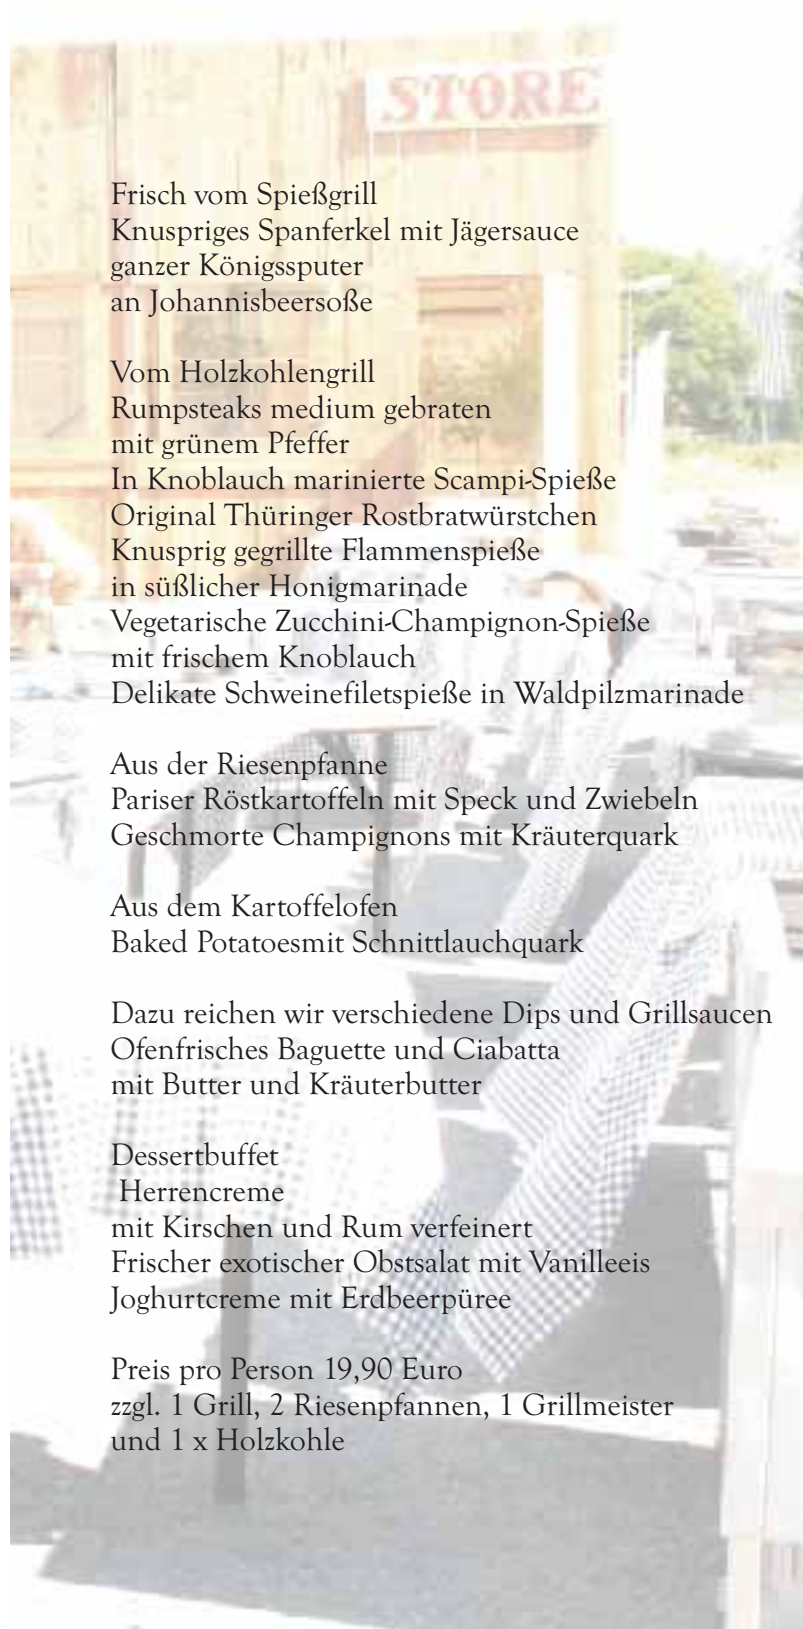 STORE
Frisch vom Spießgrill
Knuspriges Spanferkel mit Jägersauce
ganzer Königssputer
an Johannisbeersoße
Vom Holzkohlengrill
Rumpsteaks medium gebraten
mit grünem Pfeffer
In Knoblauch marinierte Scampi-Spieße
Original Thüringer Rostbratwürstchen
Knusprig gegrillte Flammenspieße
in süßlicher Honigmarinade
Vegetarische Zucchini-Champignon-Spieße
mit frischem Knoblauch
Delikate Schweinefiletspieße in Waldpilzmarinade
Aus der Riesenpfanne
Pariser Röstkartoffeln mit Speck und Zwiebeln
Geschmorte Champignons mit Kräuterquark
Aus dem Kartoffelofen
Baked Potatoesmit Schnittlauchquark
Dazu reichen wir verschiedene Dips und Grillsaucen
Ofenfrisches Baguette und Ciabatta
mit Butter und Kräuterbutter
Dessertbuffet
Herrencreme
mit Kirschen und Rum verfeinert
Frischer exotischer Obstsalat mit Vanilleeis
Joghurtcreme mit Erdbeerpüree
Preis pro Person 19,90 Euro
zzgl. 1 Grill, 2 Riesenpfannen, 1 Grillmeister
und 1 x Holzkohle